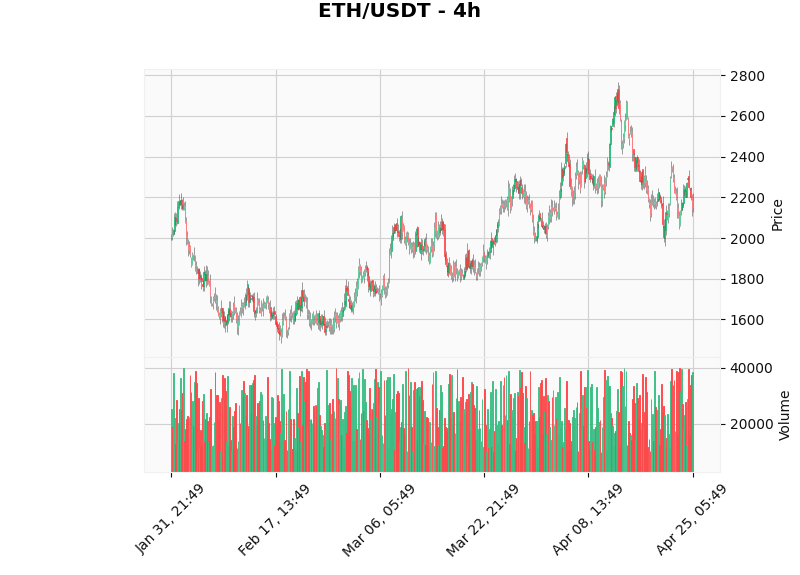 ETH/USDT - 4h
2800
2600
2400
2200
2000
1800
1600
Price
40000
20000
Volume
Jan 31, 21:49
Feb 17, 13:49
Mar 06, 05:49
Mar 22, 21:49
Apr 08, 13:49
Apr 25, 05:49